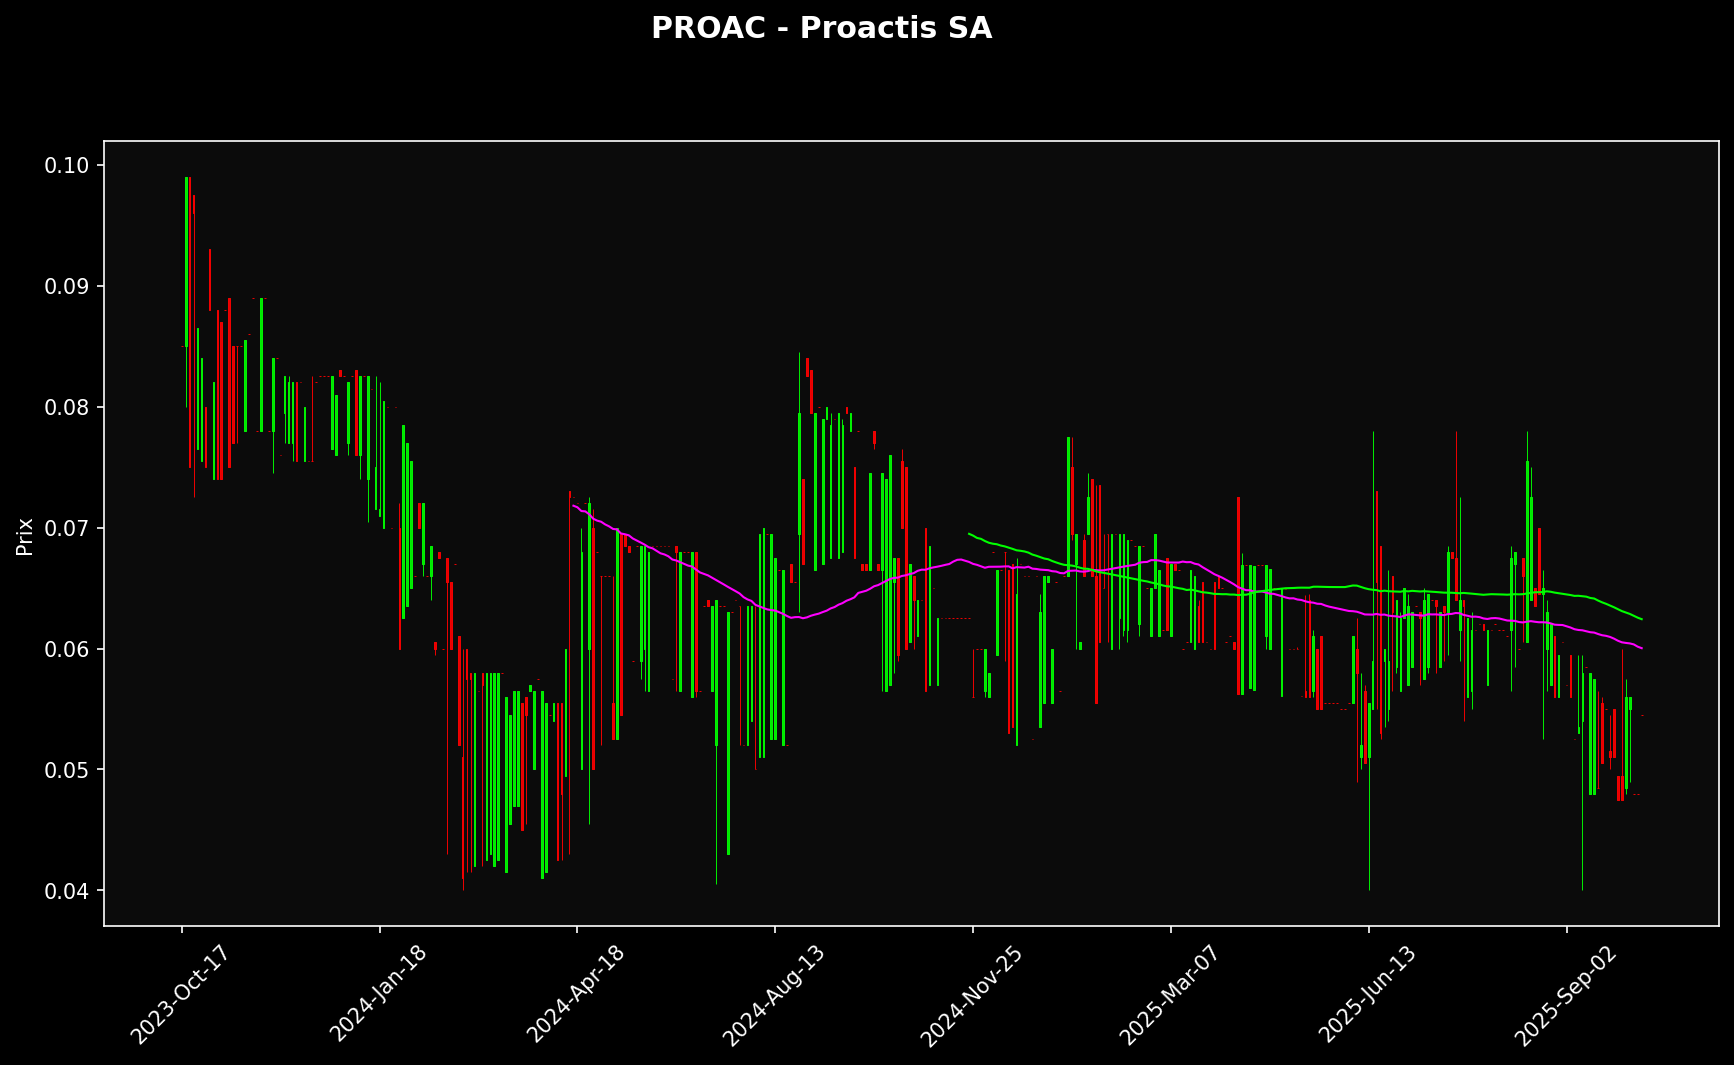 PROAC - Proactis SA
Prix
0.10
0.09
0.08
0.07
0.06
0.05
0.04
2023-Oct-17
2024-Jan-18
2024-Apr-18
2024-Aug-13
2024-Nov-25
2025-Mar-07
2025-Jun-13
2025-Sep-02